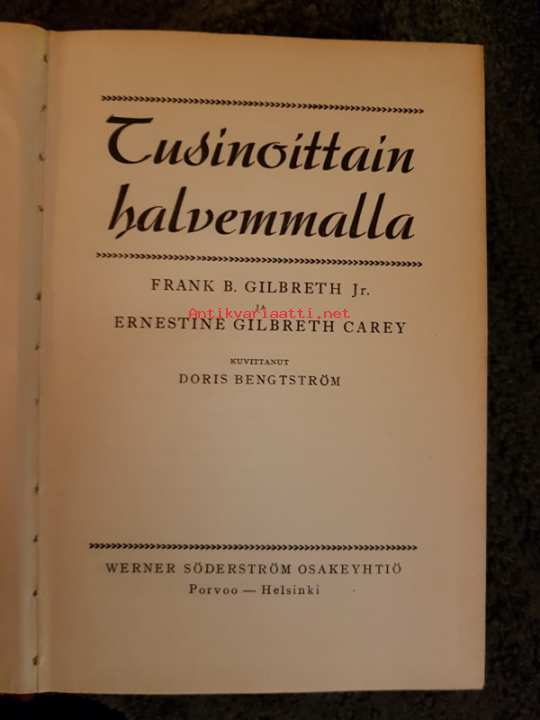 Tusinoittain
halvemmalla
FRANK B. GILBRETH Jr.
JA
Antikvariaatti.net
ERNESTINE GILBRETH CAREY
KUVITTANUT
DORIS BENGTSTRÖM
WERNER SÖDERSTRÖM OSAKEYHTIÖ
Porvoo — Helsinki